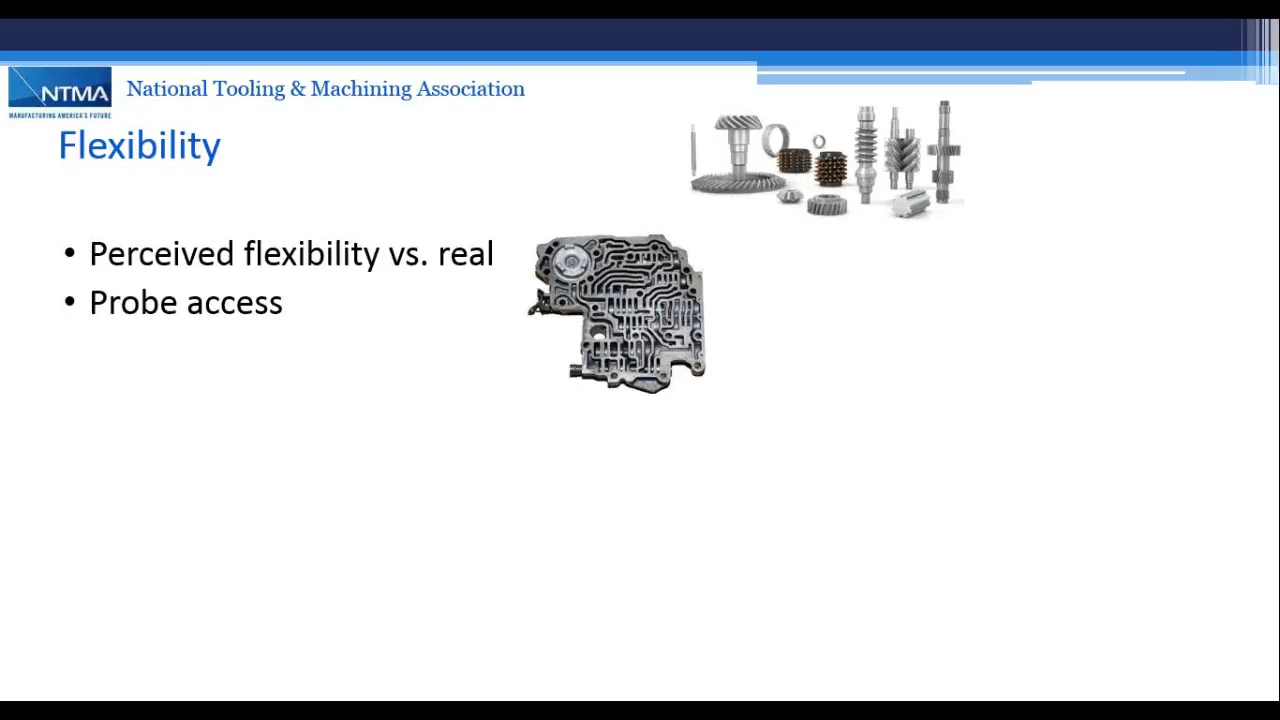 NTMA
MANUFACTURING AMERICA'S FUTURE
National Tooling & Machining Association
Flexibility
• Perceived flexibility vs. real
• Probe access